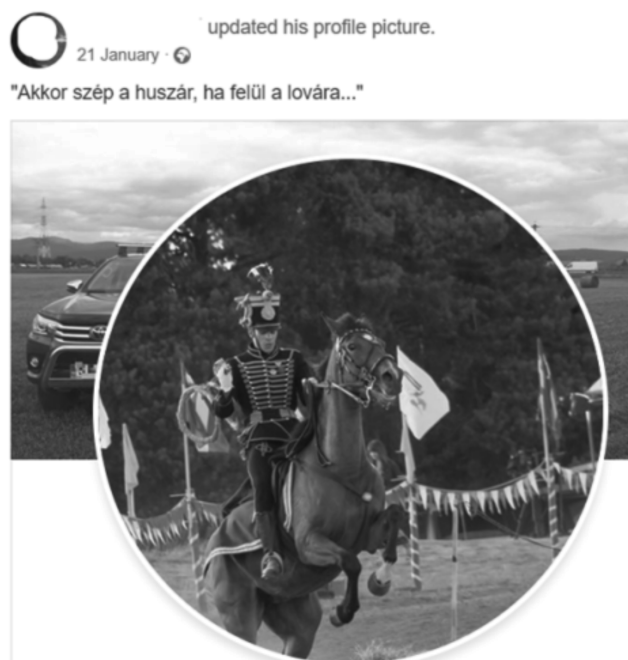 updated his profile picture.
21 January ·
"Akkor szép a huszár, ha felül a lovára..."